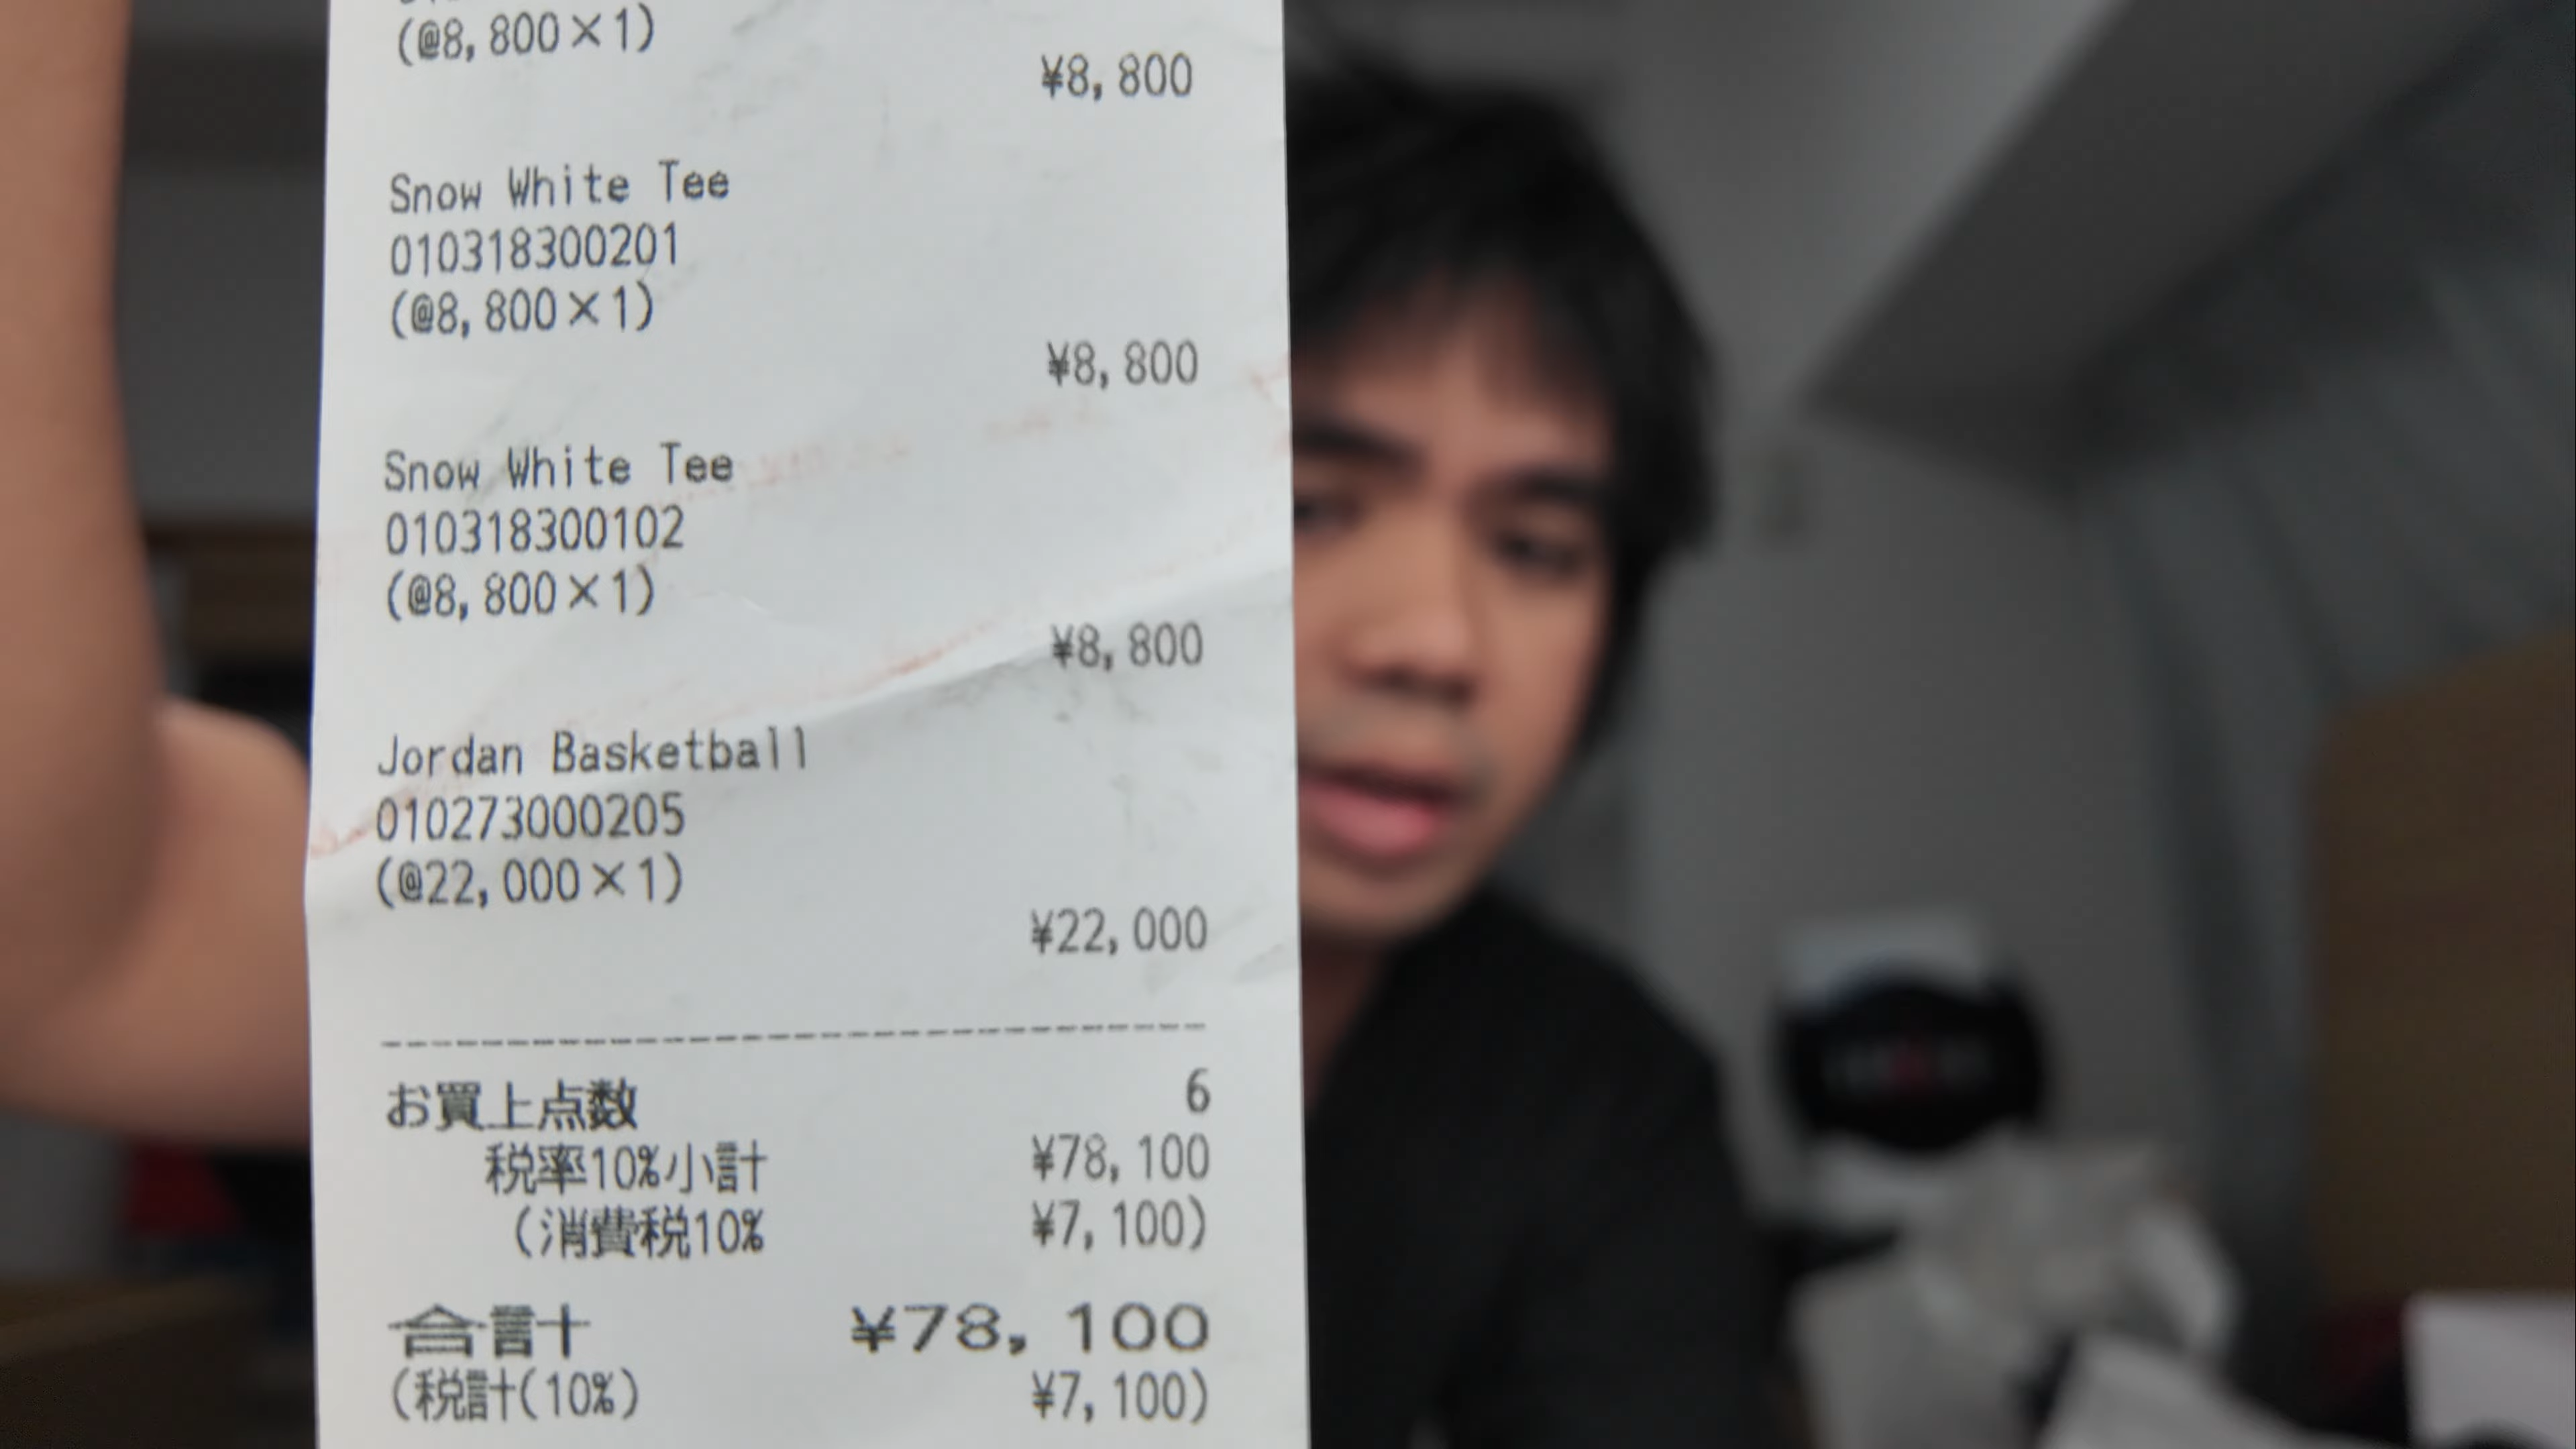 (@8,800×1)
¥8,800
Snow White Tee
010318300201
(@8,800×1)
¥8,800
Snow White Tee
010318300102
(@8,800×1)
¥8,800
Jordan Basketball
010273000205
(@22,000×1)
¥22,000
お買上点数 6
税率10%小計 ¥78,100
(消費税10% ¥7,100)
合計 ¥78,100
(税計(10%) ¥7,100)